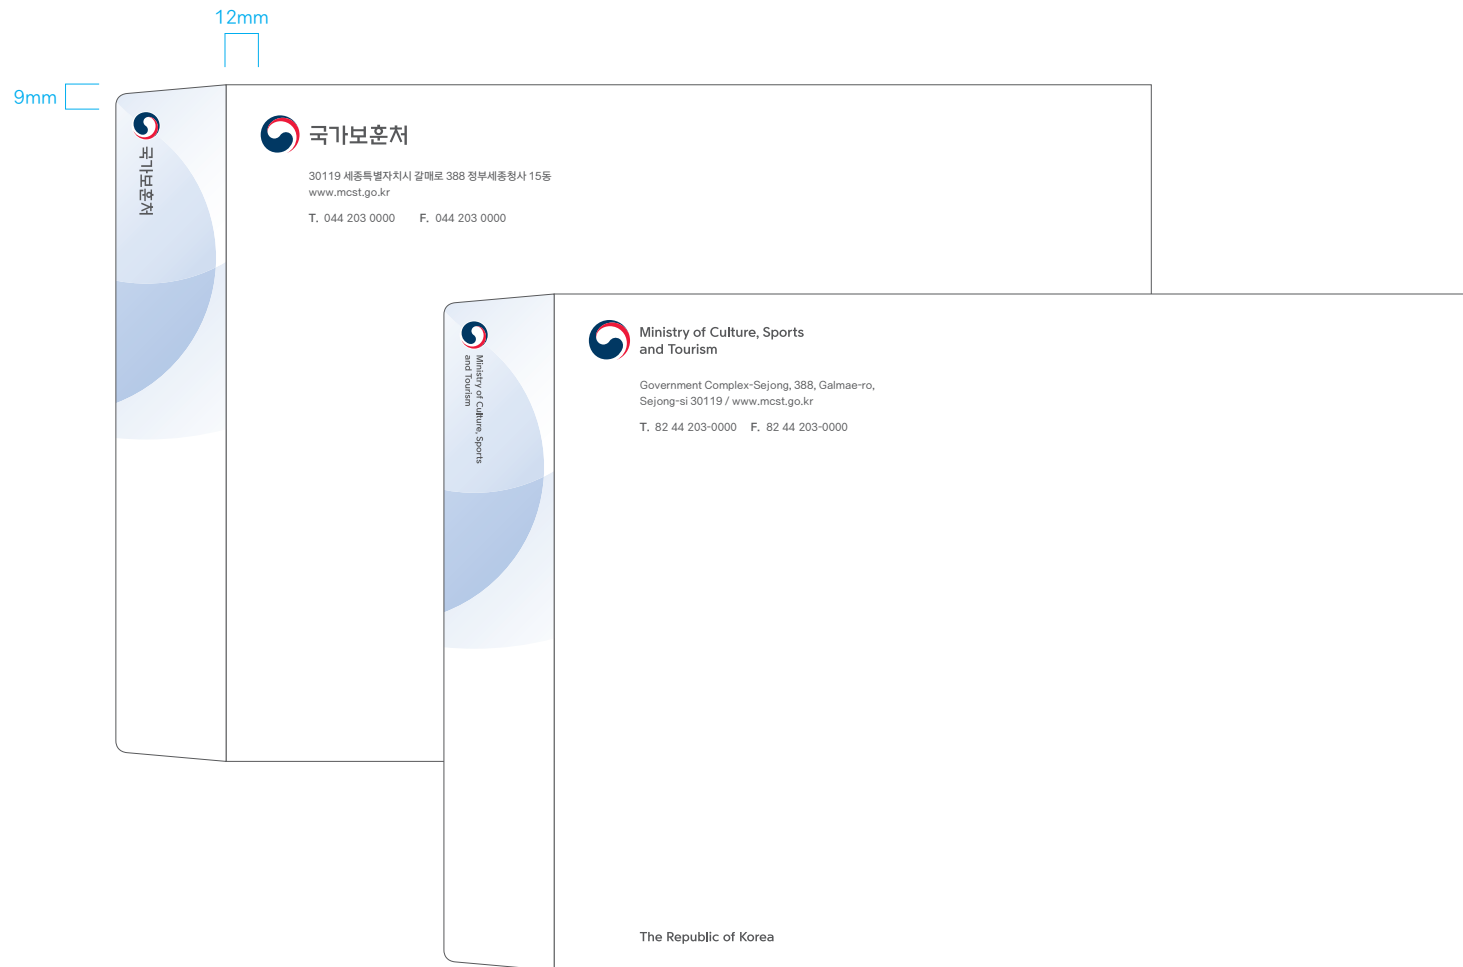 12mm
9mm
국가보훈처
국가보훈처
30119 세종특별자치시 갈매로 388 정부세종청사 15동
www.mcst.go.kr
T. 044 203 0000 F. 044 203 0000
Ministry of Culture, Sports
and Tourism
Ministry of Culture, Sports
and Tourism
Government Complex-Sejong, 388, Galmae-ro,
Sejong-si 30119 / www.mcst.go.kr
T. 82 44 203-0000 F. 82 44 203-0000
The Republic of Korea